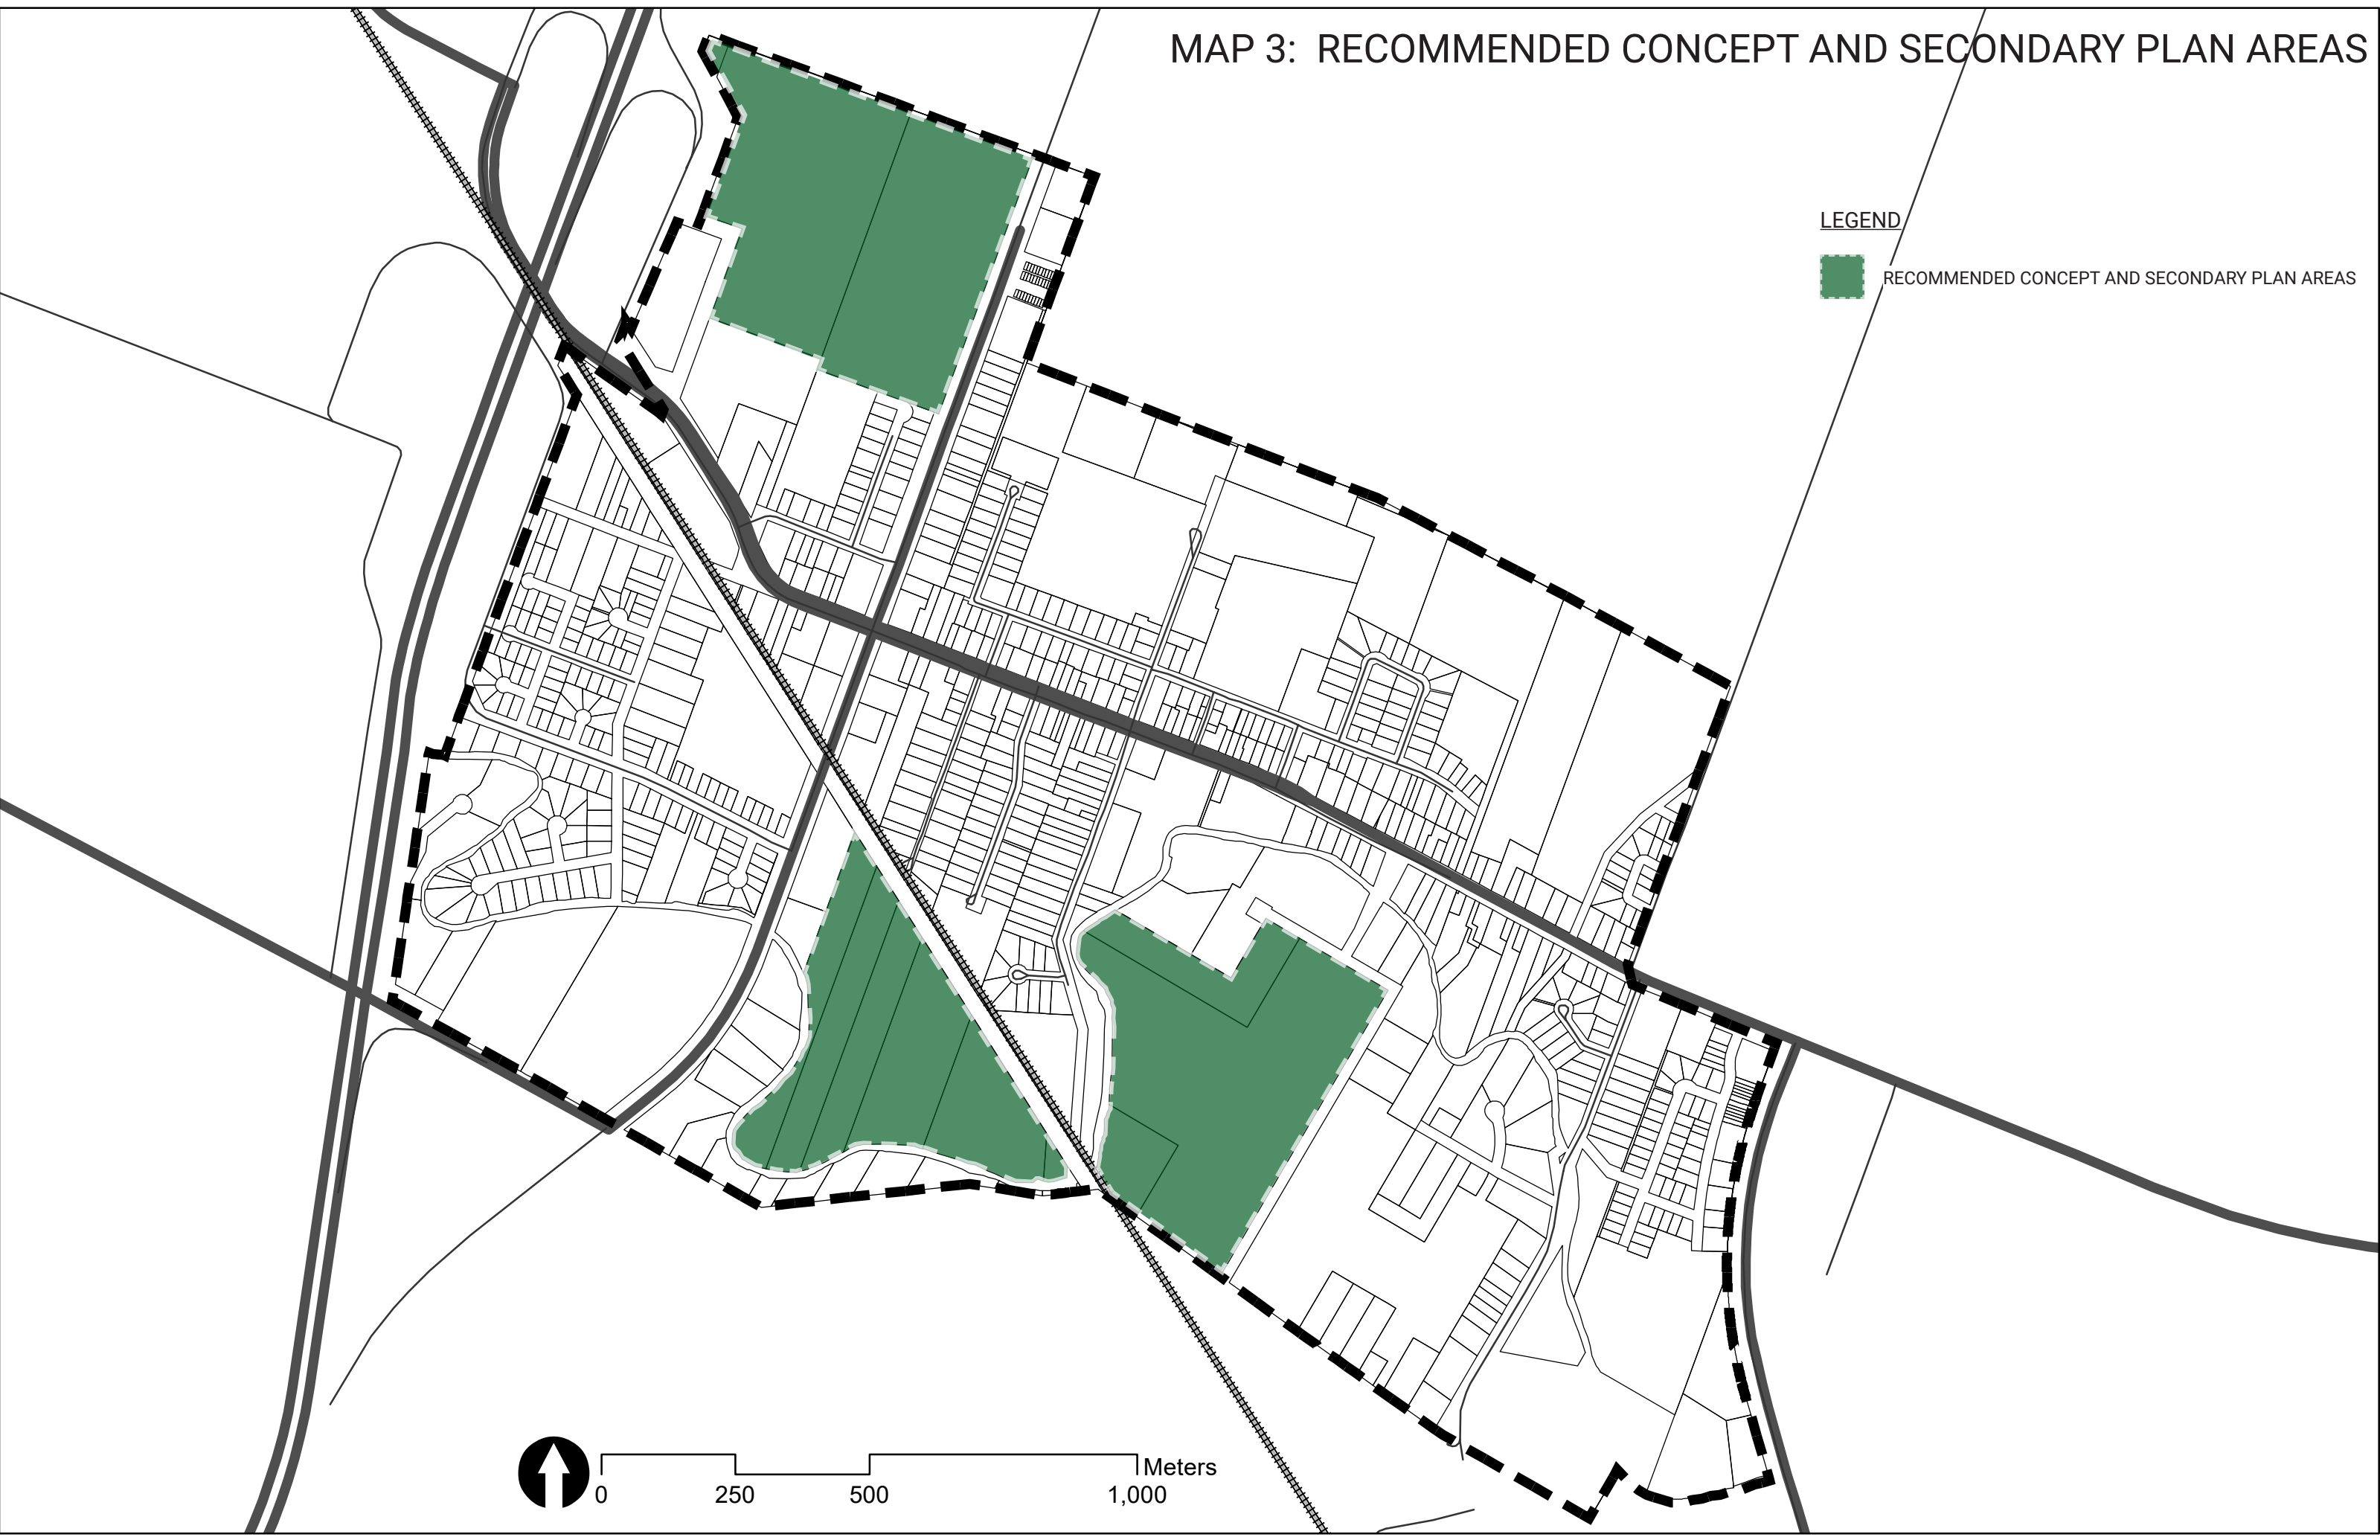 MAP 3: RECOMMENDED CONCEPT AND SECONDARY PLAN AREAS
LEGEND
RECOMMENDED CONCEPT AND SECONDARY PLAN AREAS
Meters
0 250 500 1,000